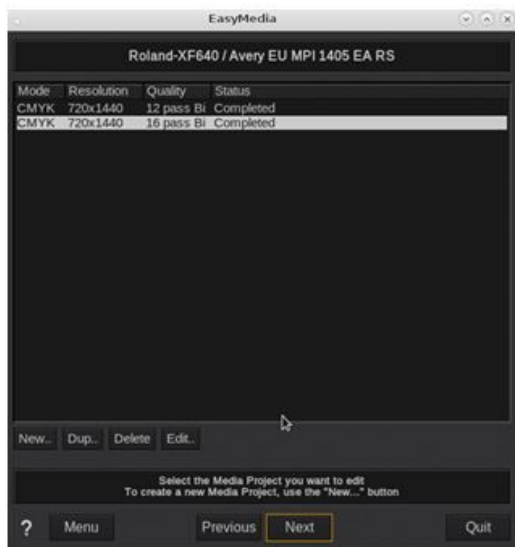 EasyMedia
Roland-XF640 / Avery EU MPI 1405 EA RS
Mode Resolution Quality Status
CMYK 720x1440 12 pass Bi Completed
CMYK 720x1440 16 pass Bi Completed
New.. Dup.. Delete Edit..
Select the Media Project you want to edit
To create a new Media Project, use the "New..." button
? Menu Previous Next Quit